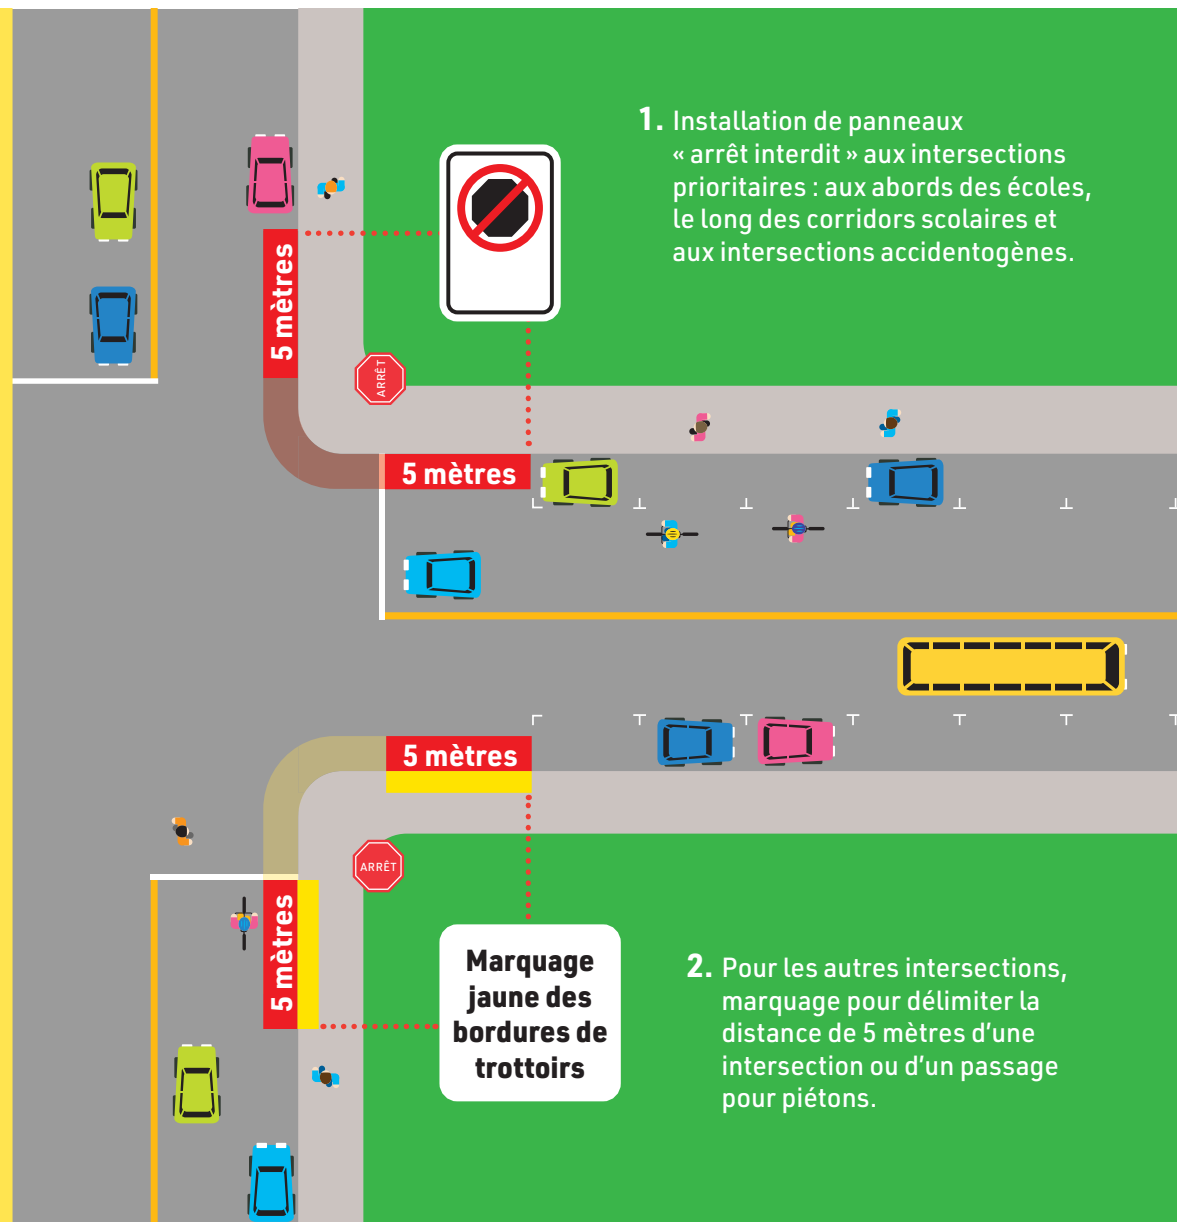 1. Installation de panneaux
« arrêt interdit » aux intersections
prioritaires : aux abords des écoles,
le long des corridors scolaires et
aux intersections accidentogènes.
5 mètres
ARRÊT
5 mètres
5 mètres
ARRÊT
5 mètres
Marquage
jaune des
bordures de
trottoirs
2. Pour les autres intersections,
marquage pour délimiter la
distance de 5 mètres d’une
intersection ou d’un passage
pour piétons.